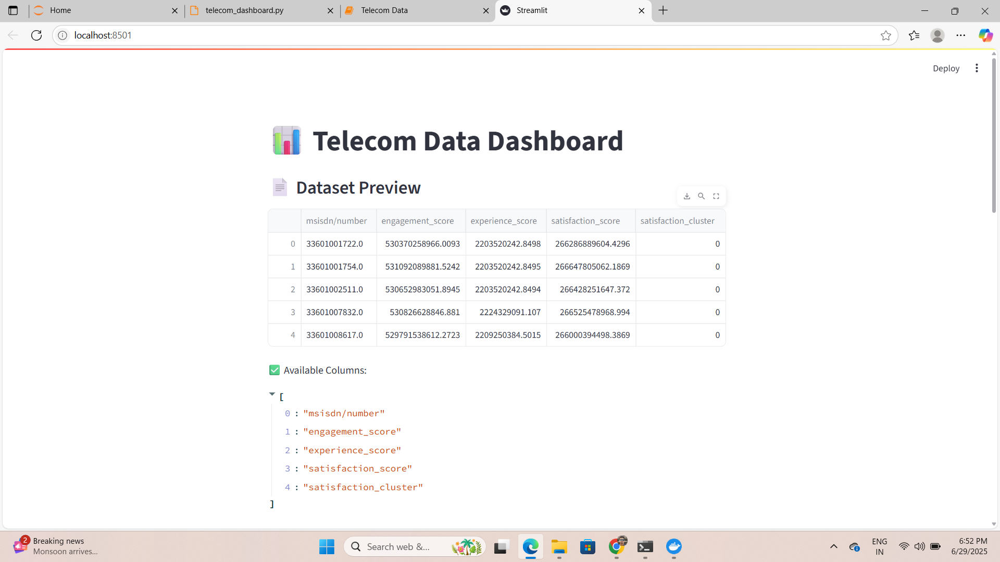 Home
telecom_dashboard.py
Telecom Data
Streamlit
localhost:8501
Deploy
Telecom Data Dashboard
Dataset Preview
msisdn/number engagement_score experience_score satisfaction_score satisfaction_cluster
0 33601001722.0 530370258966.0093 2203520242.8498 266286889604.4296 0
1 33601001754.0 531092089881.5242 2203520242.8495 266647805062.1869 0
2 33601002511.0 530652983051.8945 2203520242.8494 266428251647.372 0
3 33601007832.0 530826628846.881 2224329091.107 266525478968.994 0
4 33601008617.0 529791538612.2723 2209250384.5015 266000394498.3869 0
Available Columns:
[
0 : "msisdn/number"
1 : "engagement_score"
2 : "experience_score"
3 : "satisfaction_score"
4 : "satisfaction_cluster"
]
2
Breaking news
Monsoon arrives...
Search web &...
ENG
IN
6:52 PM
6/29/2025